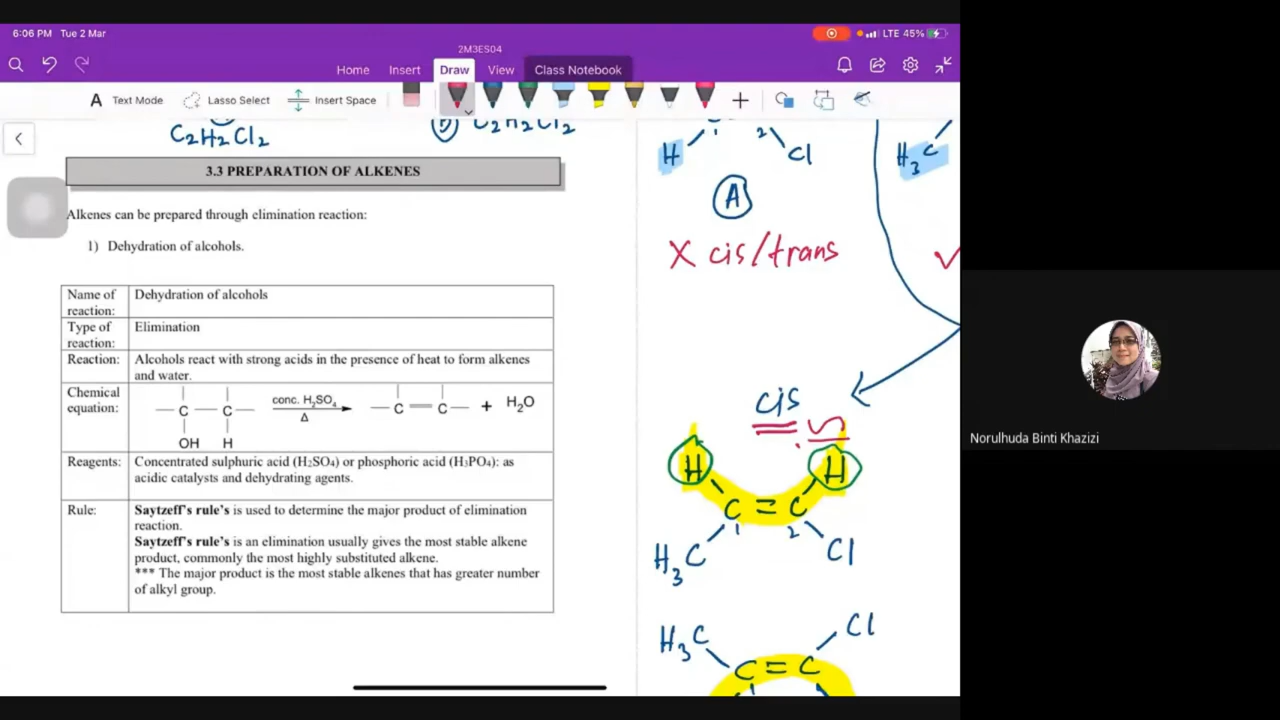 6:06 PM Tue 2 Mar
LTE 45%
2M3ES04
Home Insert Draw View Class Notebook
A Text Mode Lasso Select Insert Space
C2H2Cl2
b C2H2Cl2
3.3 PREPARATION OF ALKENES
Alkenes can be prepared through elimination reaction:
1) Dehydration of alcohols.
Name of reaction: Dehydration of alcohols
Type of reaction: Elimination
Reaction: Alcohols react with strong acids in the presence of heat to form alkenes
and water.
Chemical equation:
C — C
OH H
conc. H2SO4
Δ
C = C + H2O
Reagents: Concentrated sulphuric acid (H2SO4) or phosphoric acid (H3PO4): as
acidic catalysts and dehydrating agents.
Rule: Saytzeff's rule's is used to determine the major product of elimination
reaction.
Saytzeff's rule's is an elimination usually gives the most stable alkene
product, commonly the most highly substituted alkene.
*** The major product is the most stable alkenes that has greater number
of alkyl group.
1 2
H Cl
H3C
A
X cis/trans
cis
H H
C = C
1 2
H3C Cl
H3C Cl
C = C
Norulhuda Binti Khazizi